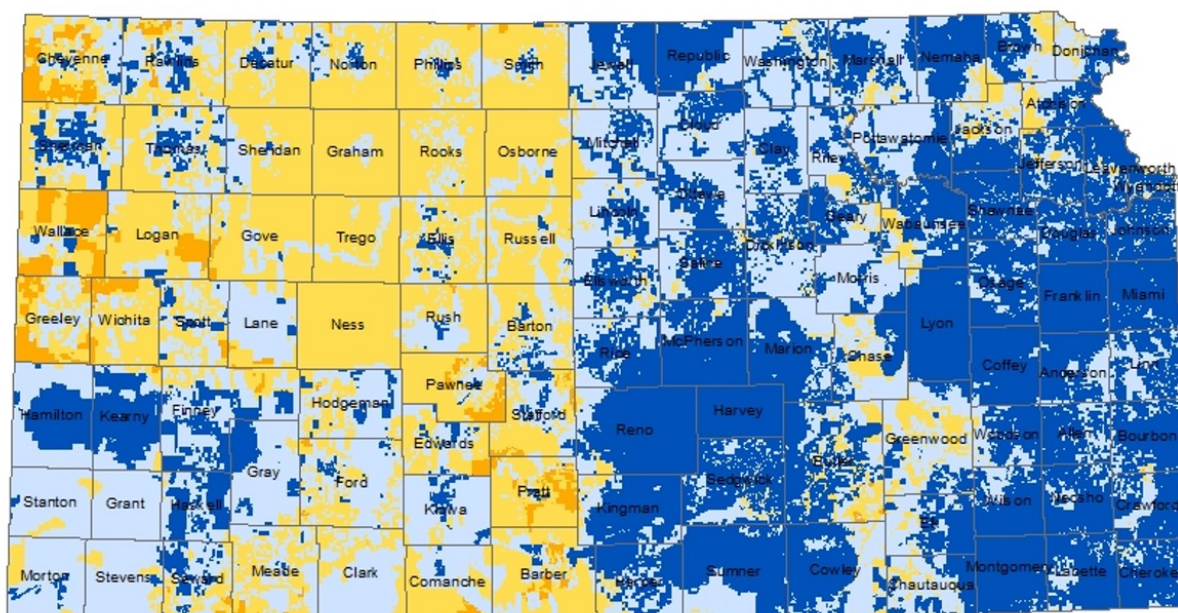 Cheyenne Rawlins Decatur Norton Phillips Smith Jewell Republic Washington Marshall Nemaha Brown Doniphan
Sherman Thomas Sheridan Graham Rooks Osborne Mitchell Cloud Clay Riley Pottawatomie Jackson Atchison
Jefferson Leavenworth
Wyandotte
Wallace Logan Gove Trego Ellis Russell Lincoln Ottawa Dickinson Geary Wabaunsee Shawnee Douglas Johnson
Saline
Greeley Wichita Scott Lane Ness Rush Barton Ellsworth Morris Osage Franklin Miami
Rice McPherson Marion Chase Lyon Coffey Anderson Linn
Hamilton Kearny Finney Hodgeman Pawnee Stafford Reno Harvey
Gray Edwards Butler Greenwood Woodson Allen Bourbon
Stanton Grant Haskell Ford Kiowa Pratt Kingman Sedgwick Elk Wilson Neosho Crawford
Morton Stevens Seward Meade Clark Comanche Barber Harper Sumner Cowley Chautauqua Montgomery Labette Cherokee